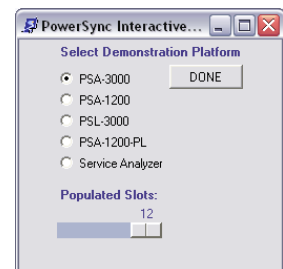 PowerSync Interactive...
Select Demonstration Platform
PSA-3000
DONE
PSA-1200
PSL-3000
PSA-1200-PL
Service Analyzer
Populated Slots:
12